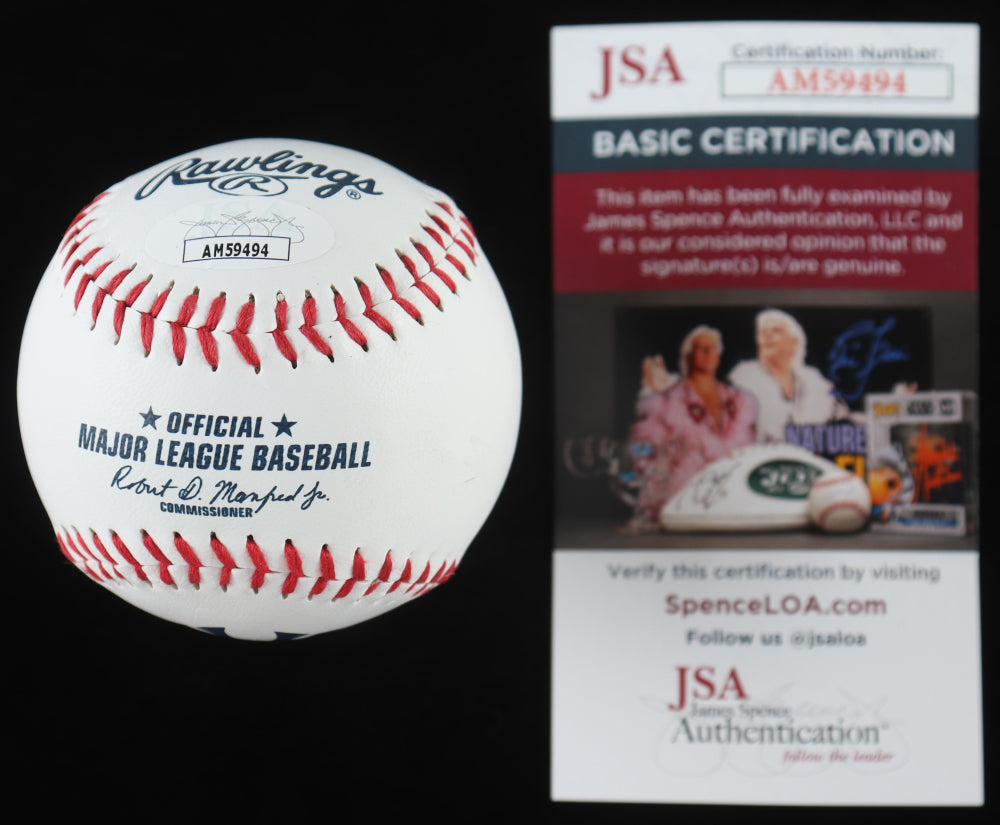 Rawlings
R ®
AM59494
★ OFFICIAL ★
MAJOR LEAGUE BASEBALL
Robert D. Manfred Jr.
COMMISSIONER
JSA
Certification Number:
AM59494
BASIC CERTIFICATION
This item has been fully examined by
James Spence Authentication, LLC and
it is our considered opinion that the
signature(s) is/are genuine.
NATURE
JETS
Verify this certification by visiting
SpenceLOA.com
Follow us @jsaloa
JSA
James Spence
Authentication
follow the leader